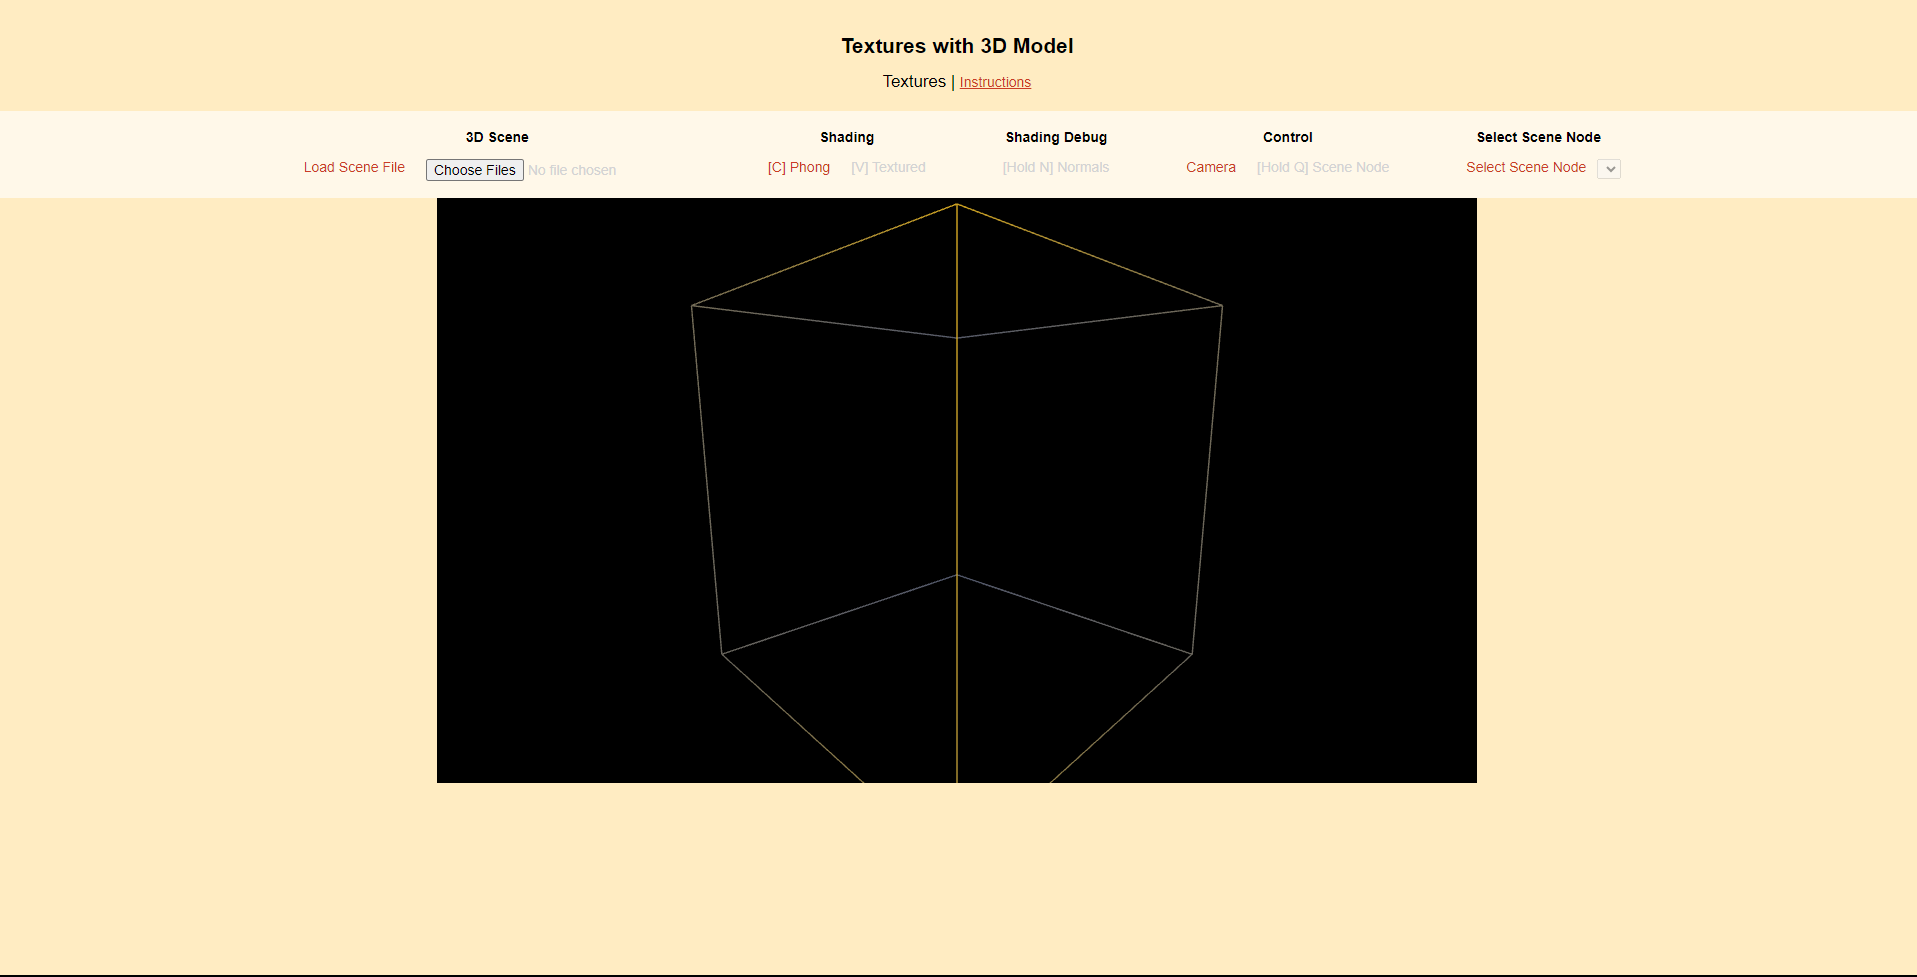 Textures with 3D Model
Textures | Instructions
3D Scene Shading Shading Debug Control Select Scene Node
Load Scene File Choose Files No file chosen [C] Phong [V] Textured [Hold N] Normals Camera [Hold Q] Scene Node Select Scene Node